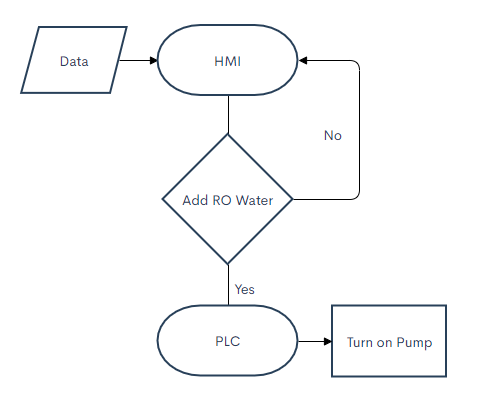 Data
HMI
No
Add RO Water
Yes
PLC
Turn on Pump